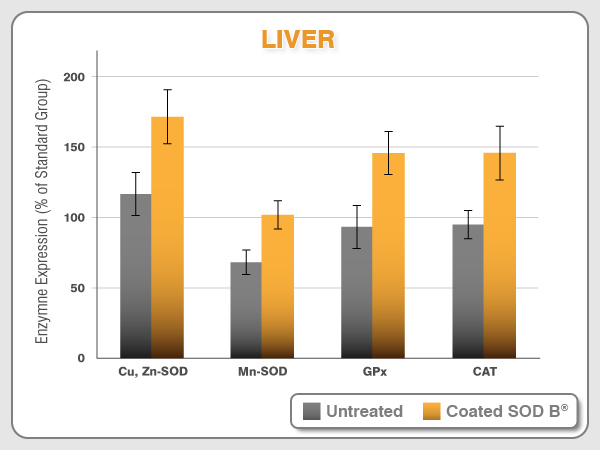 LIVER
Enzymne Expression (% of Standard Group)
200
150
100
50
0
Cu, Zn-SOD
Mn-SOD
GPx
CAT
Untreated
Coated SOD B®